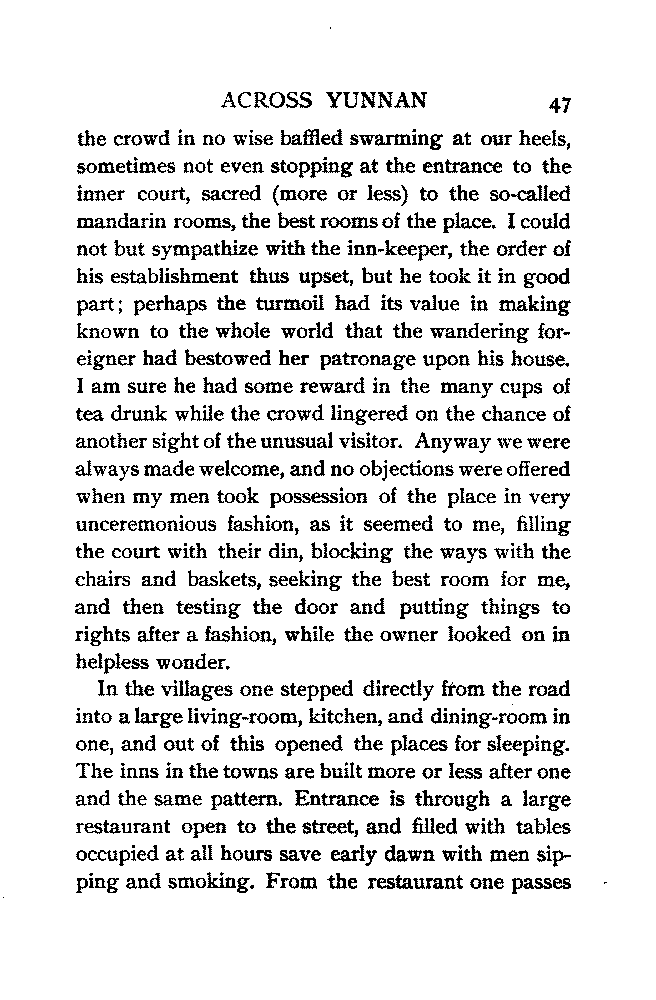 ACROSS YUNNAN 47
the crowd in no wise baffled swarming at our heels,
sometimes not even stopping at the entrance to the
inner court, sacred (more or less) to the so-called
mandarin rooms, the best rooms of the place. I could
not but sympathize with the inn-keeper, the order of
his establishment thus upset, but he took it in good
part; perhaps the turmoil had its value in making
known to the whole world that the wandering for-
eigner had bestowed her patronage upon his house.
I am sure he had some reward in the many cups of
tea drunk while the crowd lingered on the chance of
another sight of the unusual visitor. Anyway we were
always made welcome, and no objections were offered
when my men took possession of the place in very
unceremonious fashion, as it seemed to me, filling
the court with their din, blocking the ways with the
chairs and baskets, seeking the best room for me,
and then testing the door and putting things to
rights after a fashion, while the owner looked on in
helpless wonder.
In the villages one stepped directly from the road
into a large living-room, kitchen, and dining-room in
one, and out of this opened the places for sleeping.
The inns in the towns are built more or less after one
and the same pattern. Entrance is through a large
restaurant open to the street, and filled with tables
occupied at all hours save early dawn with men sip-
ping and smoking. From the restaurant one passes